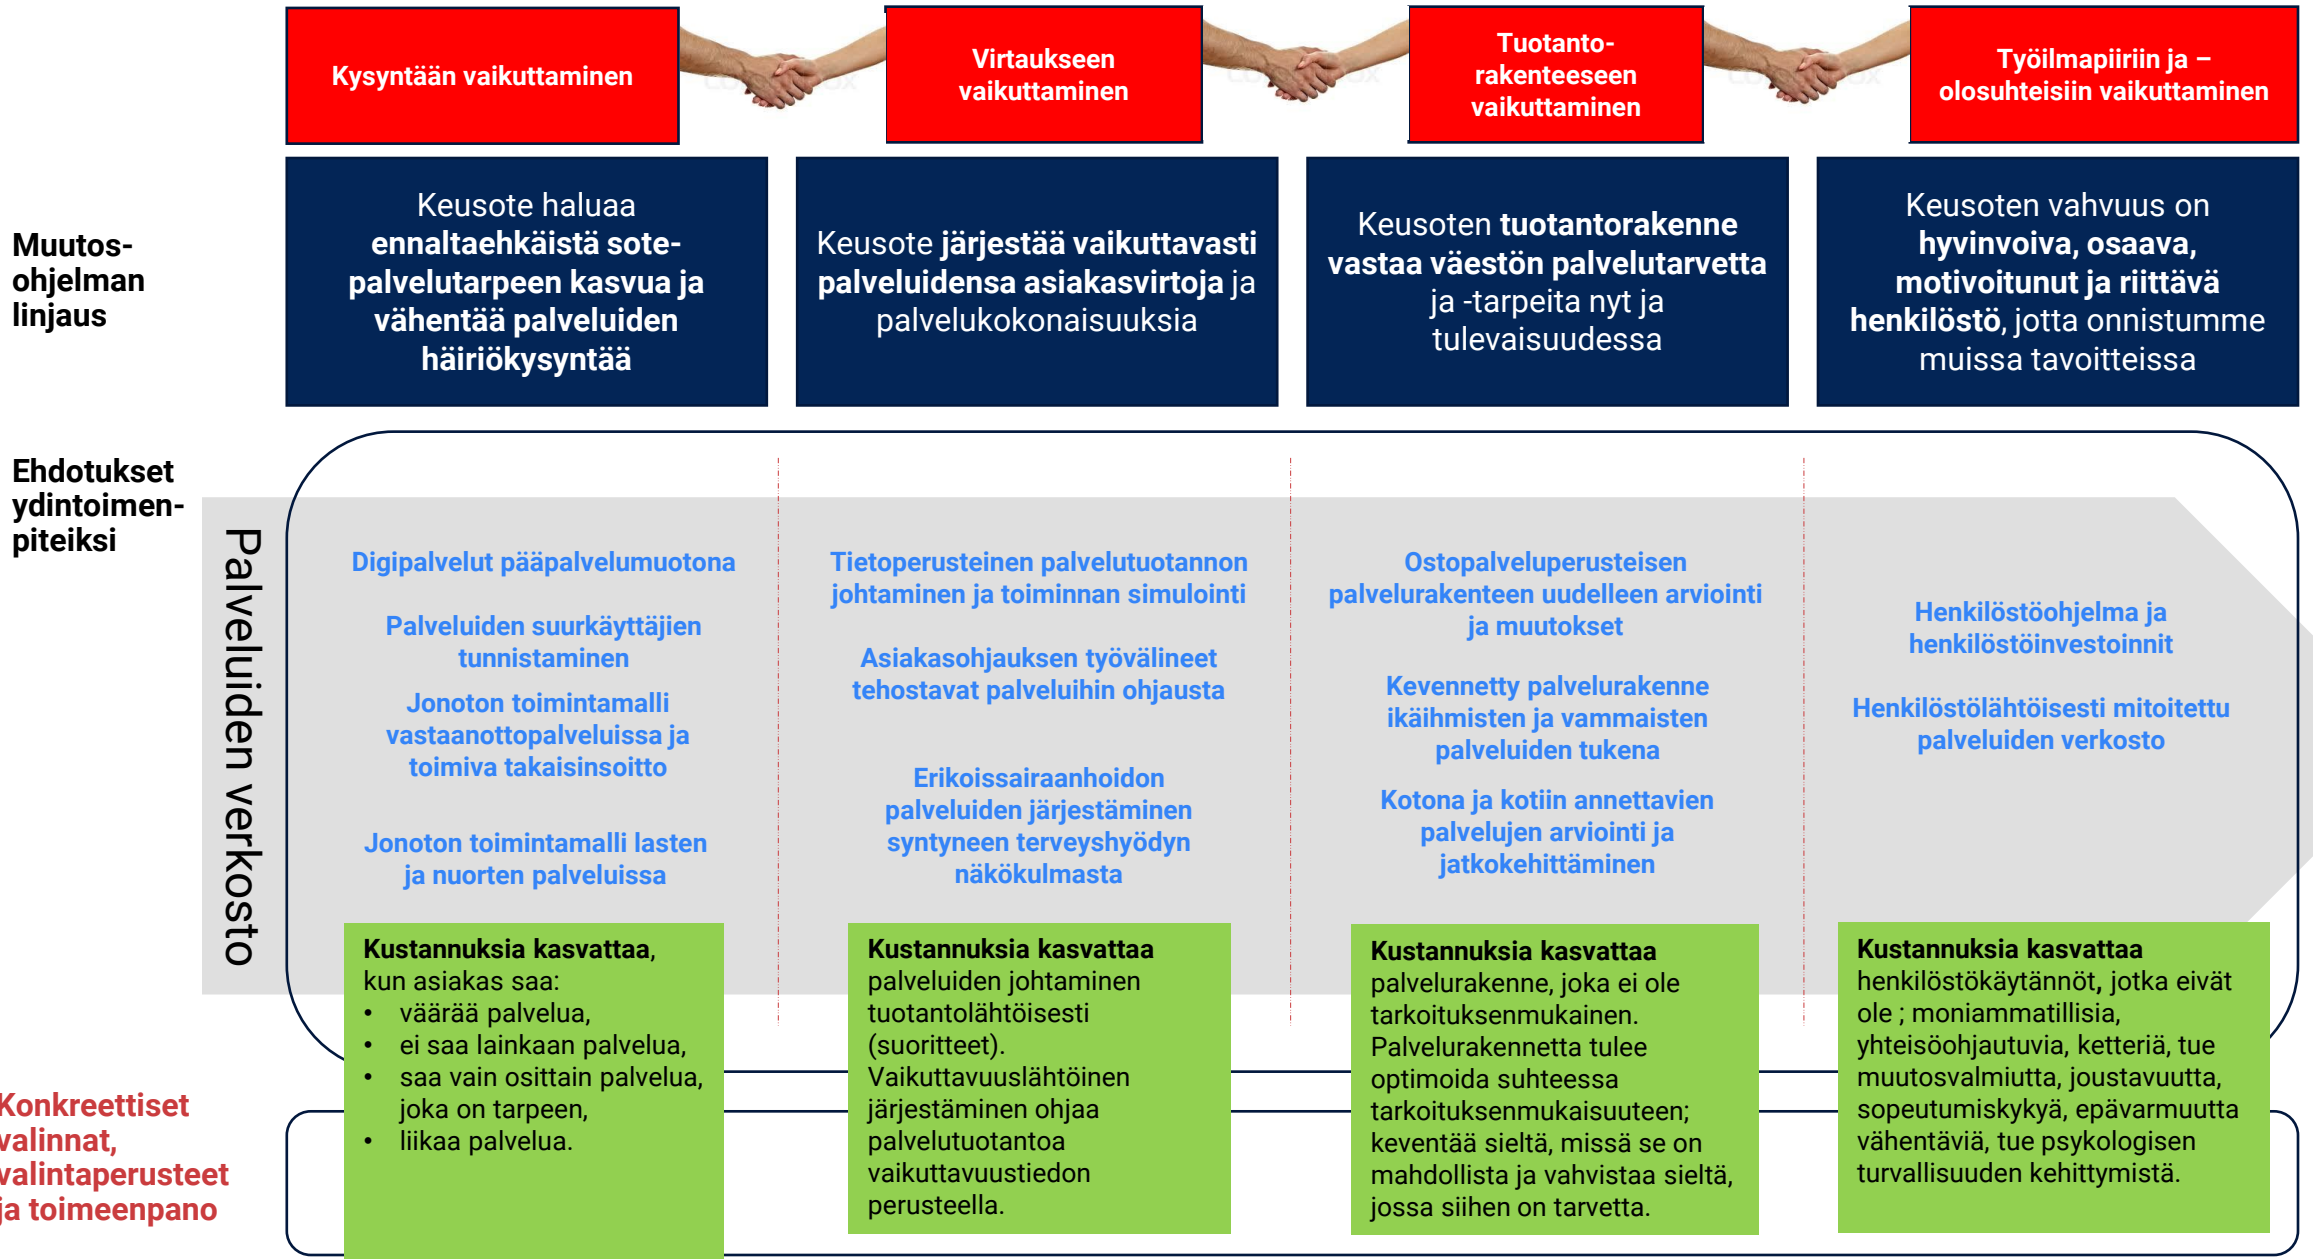 Kysyntään vaikuttaminen
Virtaukseen
vaikuttaminen
Tuotanto-
rakenteeseen
vaikuttaminen
Työilmapiiriin ja –
olosuhteisiin vaikuttaminen
Muutos-
ohjelman
linjaus
Keusote haluaa
ennaltaehkäistä sote-
palvelutarpeen kasvua ja
vähentää palveluiden
häiriökysyntää
Keusote järjestää vaikuttavasti
palveluidensa asiakasvirtoja ja
palvelukokonaisuuksia
Keusoten tuotantorakenne
vastaa väestön palvelutarvetta
ja -tarpeita nyt ja
tulevaisuudessa
Keusoten vahvuus on
hyvinvoiva, osaava,
motivoitunut ja riittävä
henkilöstö, jotta onnistumme
muissa tavoitteissa
Ehdotukset
ydintoimen-
piteiksi
Palveluiden verkosto
Digipalvelut pääpalvelumuotona
Palveluiden suurkäyttäjien
tunnistaminen
Jonoton toimintamalli
vastaanottopalveluissa ja
toimiva takaisinsoitto
Jonoton toimintamalli lasten
ja nuorten palveluissa
Tietoperusteinen palvelutuotannon
johtaminen ja toiminnan simulointi
Asiakasohjauksen työvälineet
tehostavat palveluihin ohjausta
Erikoissairaanhoidon
palveluiden järjestäminen
syntyneen terveyshyödyn
näkökulmasta
Ostopalveluperusteisen
palvelurakenteen uudelleen arviointi
ja muutokset
Kevennetty palvelurakenne
ikäihmisten ja vammaisten
palveluiden tukena
Kotona ja kotiin annettavien
palvelujen arviointi ja
jatkokehittäminen
Henkilöstöohjelma ja
henkilöstöinvestoinnit
Henkilöstölähtöisesti mitoitettu
palveluiden verkosto
Konkreettiset
valinnat,
valintaperusteet
ja toimeenpano
Kustannuksia kasvattaa,
kun asiakas saa:
• väärää palvelua,
• ei saa lainkaan palvelua,
• saa vain osittain palvelua,
joka on tarpeen,
• liikaa palvelua.
Kustannuksia kasvattaa
palveluiden johtaminen
tuotantolähtöisesti
(suoritteet).
Vaikuttavuuslähtöinen
järjestäminen ohjaa
palvelutuotantoa
vaikuttavuustiedon
perusteella.
Kustannuksia kasvattaa
palvelurakenne, joka ei ole
tarkoituksenmukainen.
Palvelurakennetta tulee
optimoida suhteessa
tarkoituksenmukaisuuteen;
keventää sieltä, missä se on
mahdollista ja vahvistaa sieltä,
jossa siihen on tarvetta.
Kustannuksia kasvattaa
henkilöstökäytännöt, jotka eivät
ole ; moniammatillisia,
yhteisöohjautuvia, ketteriä, tue
muutosvalmiutta, joustavuutta,
sopeutumiskykyä, epävarmuutta
vähentäviä, tue psykologisen
turvallisuuden kehittymistä.